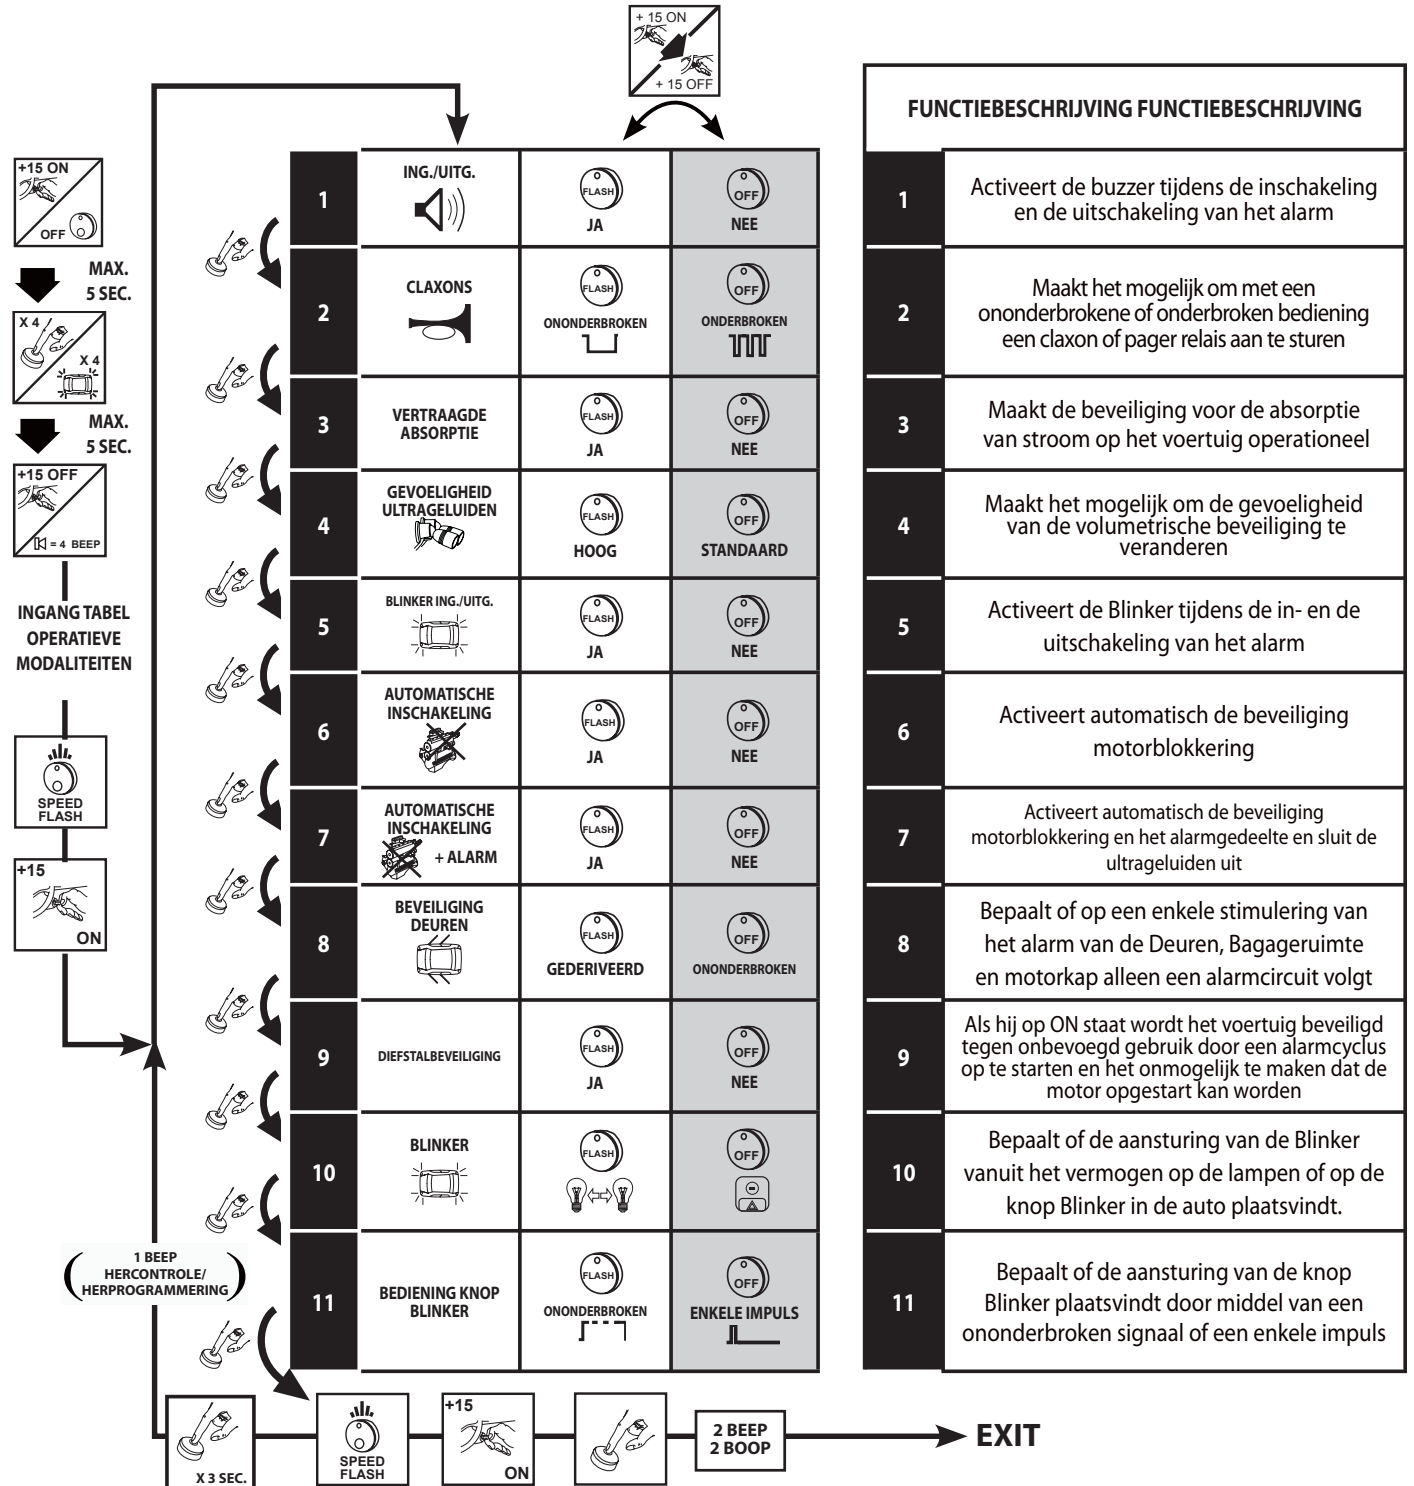 + 15 ON
+ 15 OFF
FUNCTIEBESCHRIJVING FUNCTIEBESCHRIJVING
+15 ON
OFF
MAX.
5 SEC.
X 4
X 4
MAX.
5 SEC.
+15 OFF
= 4 BEEP
INGANG TABEL
OPERATIEVE
MODALITEITEN
SPEED
FLASH
+15
ON
1
ING./UITG.
FLASH
JA
OFF
NEE
2
CLAXONS
FLASH
ONONDERBROKEN
OFF
ONDERBROKEN
3
VERTRAAGDE
ABSORPTIE
FLASH
JA
OFF
NEE
4
GEVOELIGHEID
ULTRAGELUIDEN
FLASH
HOOG
OFF
STANDAARD
5
BLINKER ING./UITG.
FLASH
JA
OFF
NEE
6
AUTOMATISCHE
INSCHAKELING
FLASH
JA
OFF
NEE
7
AUTOMATISCHE
INSCHAKELING
+ ALARM
FLASH
JA
OFF
NEE
8
BEVEILIGING
DEUREN
FLASH
GEDERIVEERD
OFF
ONONDERBROKEN
9
DIEFSTALBEVEILIGING
FLASH
JA
OFF
NEE
10
BLINKER
FLASH
OFF
11
BEDIENING KNOP
BLINKER
FLASH
ONONDERBROKEN
OFF
ENKELE IMPULS
1
Activeert de buzzer tijdens de inschakeling
en de uitschakeling van het alarm
2
Maakt het mogelijk om met een
ononderbrokene of onderbroken bediening
een claxon of pager relais aan te sturen
3
Maakt de beveiliging voor de absorptie
van stroom op het voertuig operationeel
4
Maakt het mogelijk om de gevoeligheid
van de volumetrische beveiliging te
veranderen
5
Activeert de Blinker tijdens de in- en de
uitschakeling van het alarm
6
Activeert automatisch de beveiliging
motorblokkering
7
Activeert automatisch de beveiliging
motorblokkering en het alarmgedeelte en sluit de
ultrageluiden uit
8
Bepaalt of op een enkele stimulering van
het alarm van de Deuren, Bagageruimte
en motorkap alleen een alarmcircuit volgt
9
Als hij op ON staat wordt het voertuig beveiligd
tegen onbevoegd gebruik door een alarmcyclus
op te starten en het onmogelijk te maken dat de
motor opgestart kan worden
10
Bepaalt of de aansturing van de Blinker
vanuit het vermogen op de lampen of op de
knop Blinker in de auto plaatsvindt.
11
Bepaalt of de aansturing van de knop
Blinker plaatsvindt door middel van een
ononderbroken signaal of een enkele impuls
1 BEEP
HERCONTROLE/
HERPROGRAMMERING
X 3 SEC.
SPEED
FLASH
+15
ON
2 BEEP
2 BOOP
EXIT